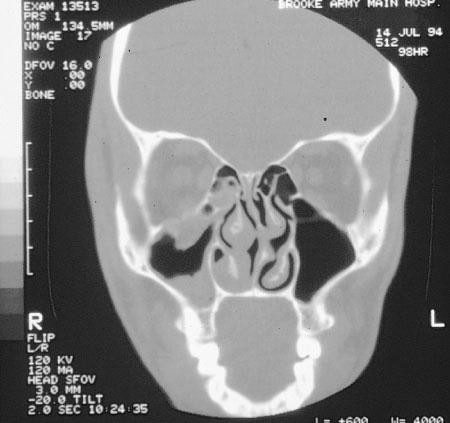 EXAM 13513
PRS 1
OM 134.5MM
IMAGE 17
NO C
DFOV 16.0
X .00
Y .00
BONE
BROOKE ARMY MAIN HOSP.
14 JUL 94
512
98HR
R
L
FLIP
L/R
120 KV
120 MA
HEAD SFOV
3.0 MM
-20.0 TILT
2.0 SEC 10:24:35
L= +600 W= 4000